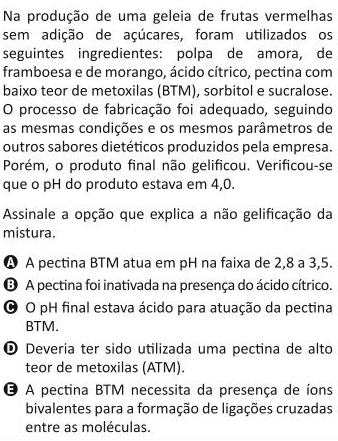 Na produção de uma geleia de frutas vermelhas
sem adição de açúcares, foram utilizados os
seguintes ingredientes: polpa de amora, de
framboesa e de morango, ácido cítrico, pectina com
baixo teor de metoxilas (BTM), sorbitol e sucralose.
O processo de fabricação foi adequado, seguindo
as mesmas condições e os mesmos parâmetros de
outros sabores dietéticos produzidos pela empresa.
Porém, o produto final não gelificou. Verificou-se
que o pH do produto estava em 4,0.
Assinale a opção que explica a não gelificação da
mistura.
A A pectina BTM atua em pH na faixa de 2,8 a 3,5.
B A pectina foi inativada na presença do ácido cítrico.
C O pH final estava ácido para atuação da pectina
BTM.
D Deveria ter sido utilizada uma pectina de alto
teor de metoxilas (ATM).
E A pectina BTM necessita da presença de íons
bivalentes para a formação de ligações cruzadas
entre as moléculas.